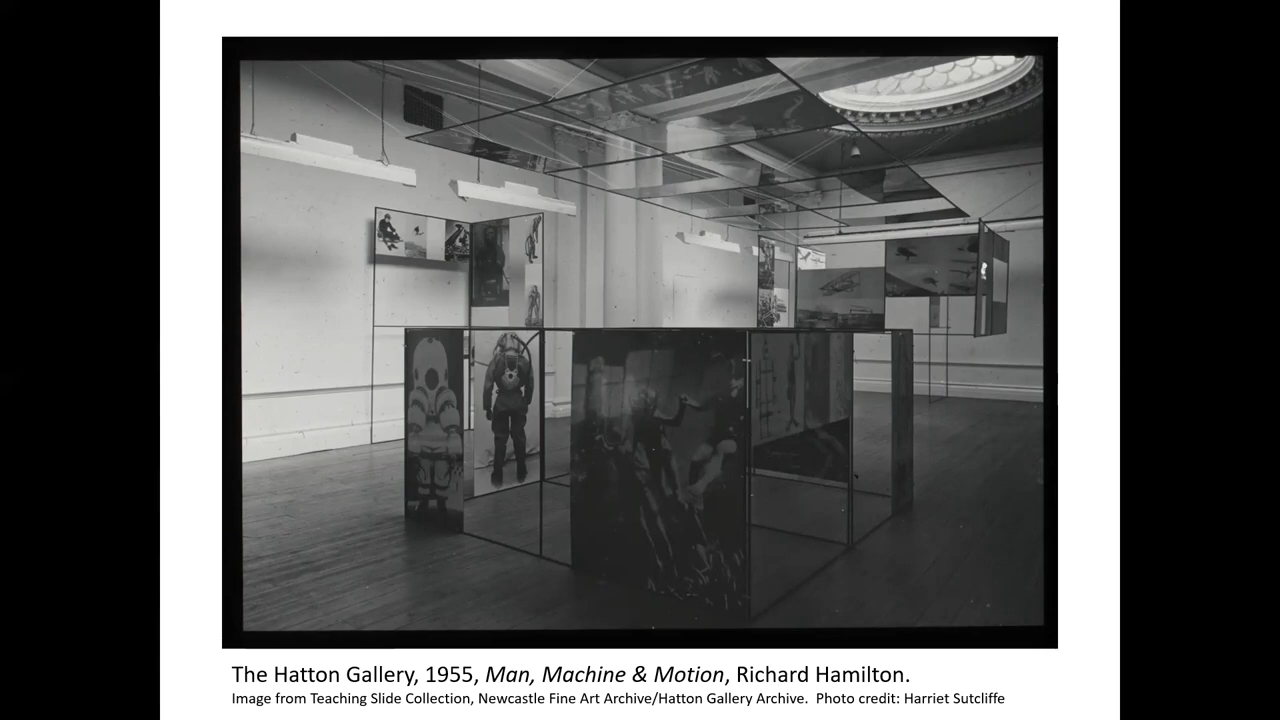 The Hatton Gallery, 1955, Man, Machine & Motion, Richard Hamilton.
Image from Teaching Slide Collection, Newcastle Fine Art Archive/Hatton Gallery Archive.  Photo credit: Harriet Sutcliffe